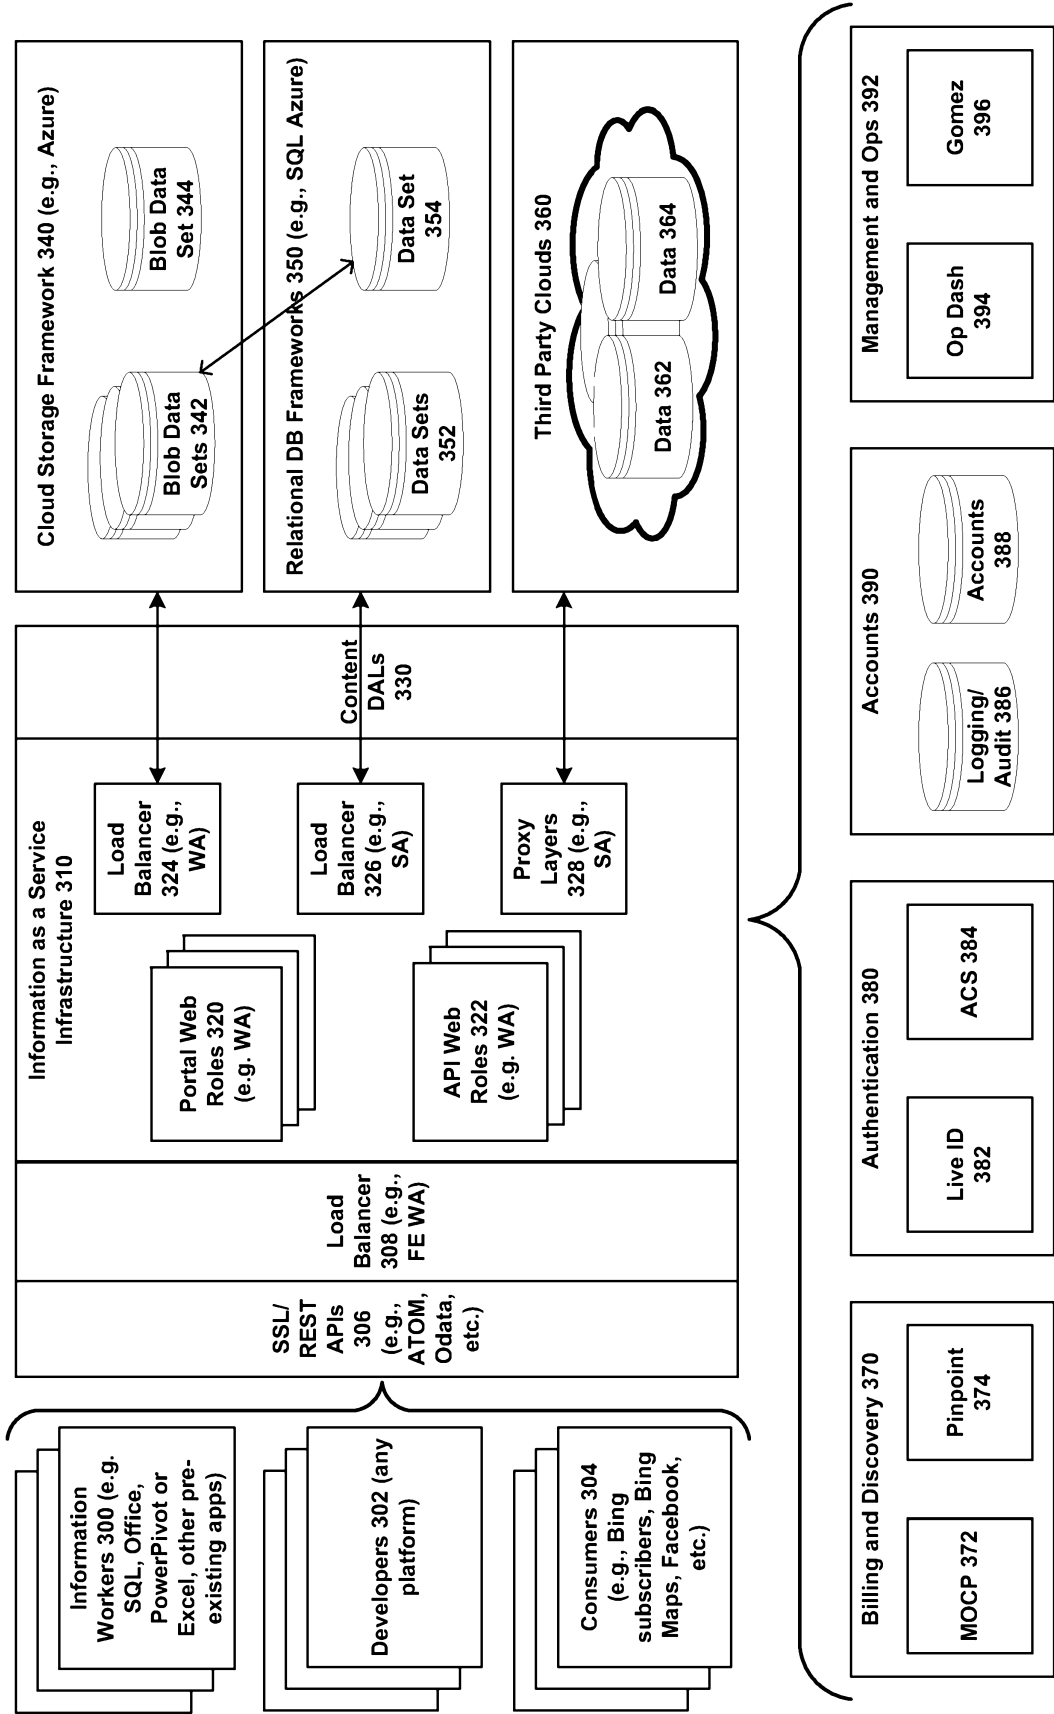 Information
Workers 300 (e.g.
SQL, Office,
PowerPivot or
Excel, other pre-
existing apps)
Developers 302 (any
platform)
Consumers 304
(e.g., Bing
subscribers, Bing
Maps, Facebook,
etc.)
SSL/
REST
APIs
306
(e.g.,
ATOM,
Odata,
etc.)
Load
Balancer
308 (e.g.,
FE WA)
Information as a Service
Infrastructure 310
Portal Web
Roles 320
(e.g. WA)
API Web
Roles 322
(e.g. WA)
Load
Balancer
324 (e.g.,
WA)
Load
Balancer
326 (e.g.,
SA)
Proxy
Layers
328 (e.g.,
SA)
Content
DALs
330
Cloud Storage Framework 340 (e.g., Azure)
Blob Data
Sets 342
Blob Data
Set 344
Relational DB Frameworks 350 (e.g., SQL Azure)
Data Sets
352
Data Set
354
Third Party Clouds 360
Data 362
Data 364
Billing and Discovery 370
MOCP 372
Pinpoint
374
Authentication 380
Live ID
382
ACS 384
Accounts 390
Logging/
Audit 386
Accounts
388
Management and Ops 392
Op Dash
394
Gomez
396